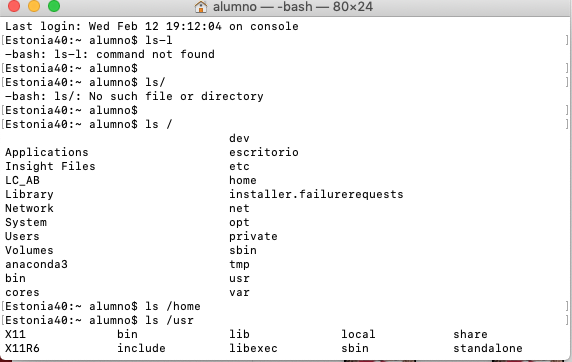 alumno — -bash — 80×24
Last login: Wed Feb 12 19:12:04 on console
[Estonia40:~ alumno$ ls-l ]
-bash: ls-l: command not found
[Estonia40:~ alumno$ ]
[Estonia40:~ alumno$ ls/ ]
-bash: ls/: No such file or directory
[Estonia40:~ alumno$ ]
[Estonia40:~ alumno$ ls / ]
dev
Applications escritorio
Insight Files etc
LC_AB home
Library installer.failurerequests
Network net
System opt
Users private
Volumes sbin
anaconda3 tmp
bin usr
cores var
[Estonia40:~ alumno$ ls /home ]
[Estonia40:~ alumno$ ls /usr ]
X11 bin lib local share
X11R6 include libexec sbin standalone